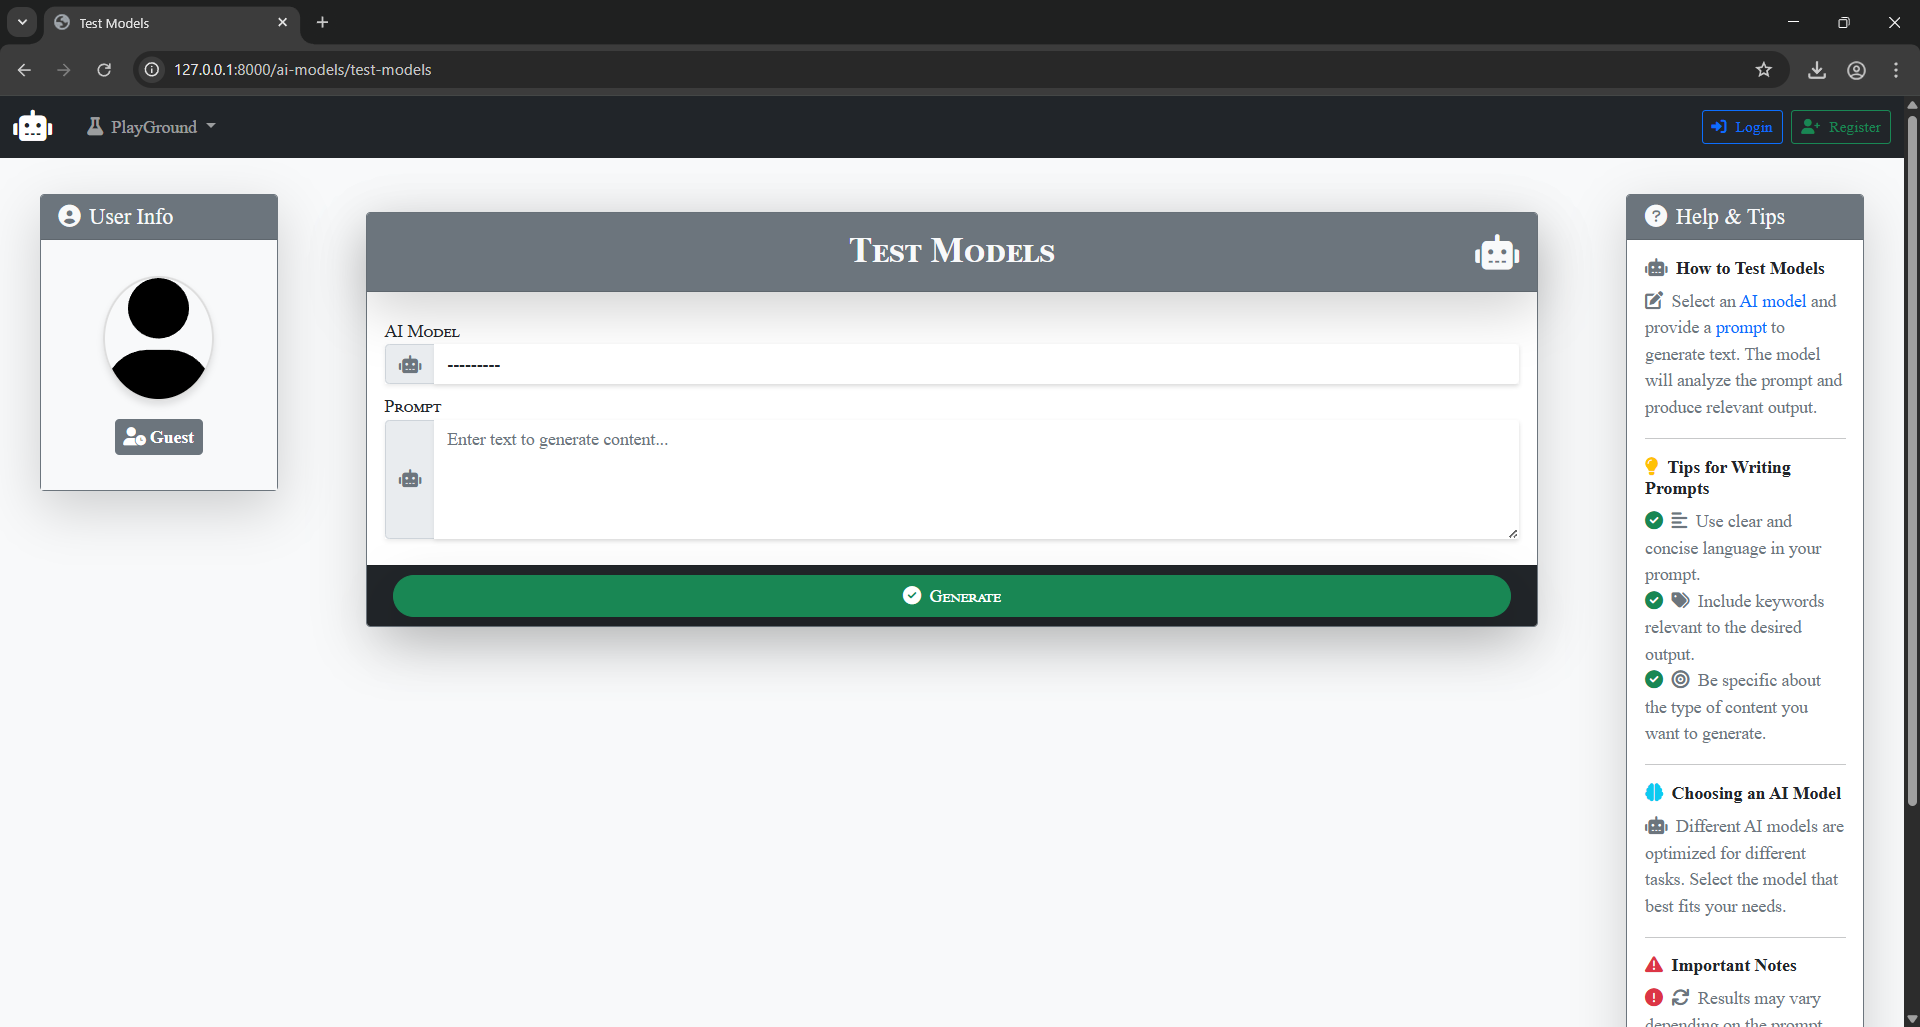 Test Models
127.0.0.1:8000/ai-models/test-models
PlayGround
Login
Register
User Info
Guest
Test Models
AI Model
---------
Prompt
Enter text to generate content...
Generate
Help & Tips
How to Test Models
Select an AI model and
provide a prompt to
generate text. The model
will analyze the prompt and
produce relevant output.
Tips for Writing
Prompts
Use clear and
concise language in your
prompt.
Include keywords
relevant to the desired
output.
Be specific about
the type of content you
want to generate.
Choosing an AI Model
Different AI models are
optimized for different
tasks. Select the model that
best fits your needs.
Important Notes
Results may vary
depending on the prompt